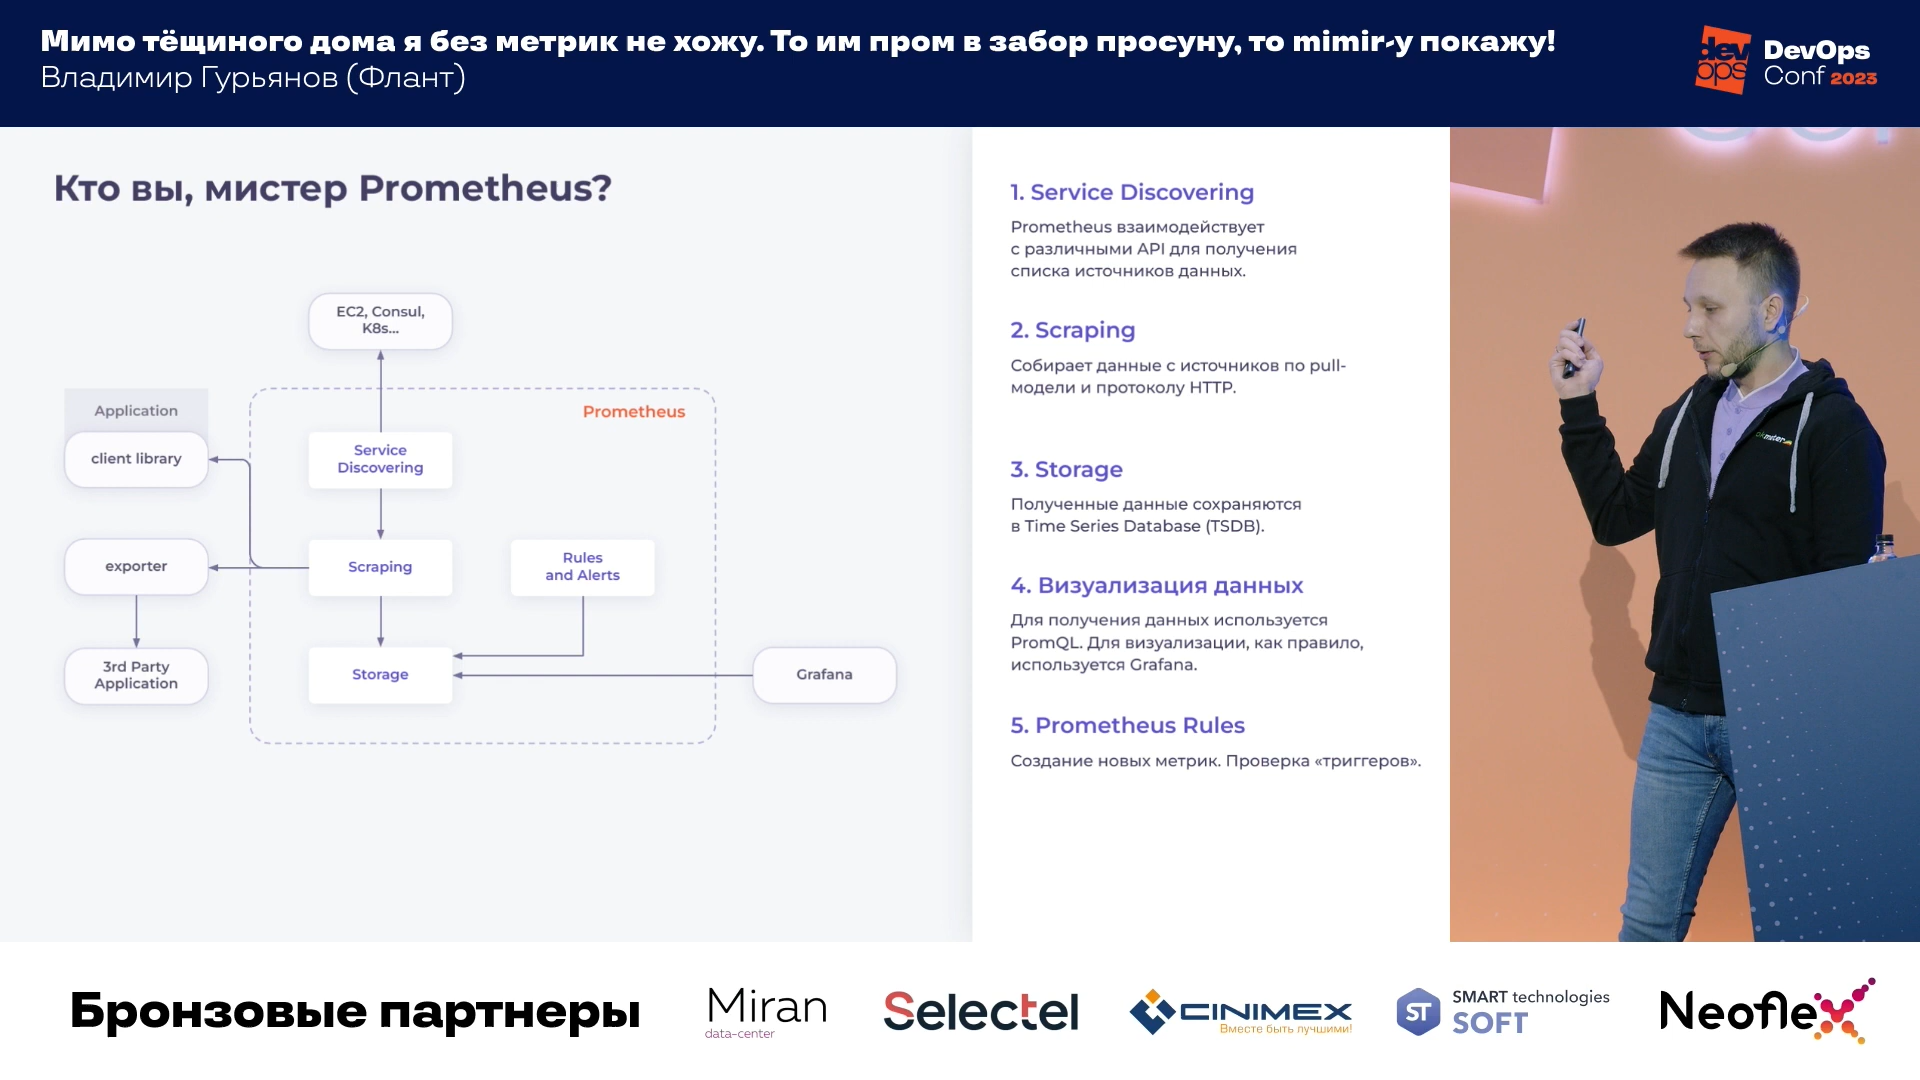 Мимо тёщиного дома я без метрик не хожу. То им пром в забор просуну, то mimir-у покажу!
Владимир Гурьянов (Флант)
dev
ops
DevOps
Conf 2023
Кто вы, мистер Prometheus?
EC2, Consul,
K8s...
Application
client library
Prometheus
Service
Discovering
exporter
Scraping
Rules
and Alerts
3rd Party
Application
Storage
Grafana
1. Service Discovering
Prometheus взаимодействует
с различными API для получения
списка источников данных.
2. Scraping
Собирает данные с источников по pull-
модели и протоколу HTTP.
3. Storage
Полученные данные сохраняются
в Time Series Database (TSDB).
4. Визуализация данных
Для получения данных используется
PromQL. Для визуализации, как правило,
используется Grafana.
5. Prometheus Rules
Создание новых метрик. Проверка «триггеров».
okmeter
Бронзовые партнеры
Miran
data-center
Selectel
CINIMEX
Вместе быть лучшими!
ST
SMART technologies
SOFT
Neoflex